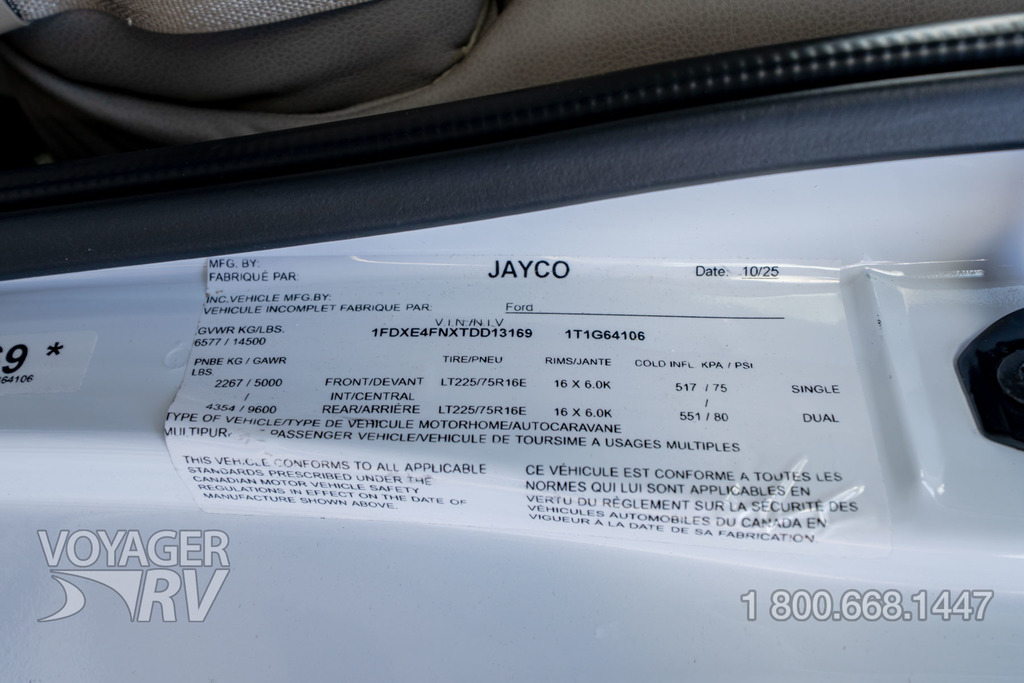 MFG. BY:
FABRIQUÉ PAR: JAYCO Date: 10/25
INC.VEHICLE MFG.BY:
VEHICULE INCOMPLET FABRIQUE PAR: Ford
V.I.N/N.I.V
GVWR KG/LBS. 1FDXE4FNXTDD13169 1T1G64106
6577 / 14500
PNBE KG / GAWR TIRE/PNEU RIMS/JANTE COLD INFL KPA / PSI
LBS
2267 / 5000 FRONT/DEVANT LT225/75R16E 16 X 6.0K 517 / 75 SINGLE
/ INT/CENTRAL /
4354 / 9600 REAR/ARRIÈRE LT225/75R16E 16 X 6.0K 551 / 80 DUAL
TYPE OF VEHICLE/TYPE DE VEHICULE MOTORHOME/AUTOCARAVANE
MULTIPUR PASSENGER VEHICLE/VEHICULE DE TOURSIME A USAGES MULTIPLES
THIS VEHICLE CONFORMS TO ALL APPLICABLE
STANDARDS PRESCRIBED UNDER THE
CANADIAN MOTOR VEHICLE SAFETY
REGULATIONS IN EFFECT ON THE DATE OF
MANUFACTURE SHOWN ABOVE.
CE VÉHICULE EST CONFORME A TOUTES LES
NORMES QUI LUI SONT APPLICABLES EN
VERTU DU RÉGLEMENT SUR LA SÉCURITÉ DES
VÉHICULES AUTOMOBILES DU CANADA EN
VIGUEUR À LA DATE DE SA FABRICATION.
69 *
64106
VOYAGER
RV
1 800.668.1447